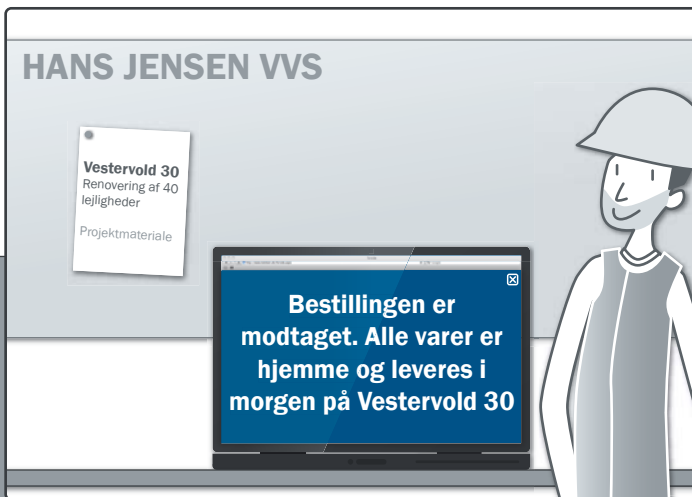 HANS JENSEN VVS
Vestervold 30
Renovering af 40
lejligheder
Projektmateriale
Bestillingen er
modtaget. Alle varer er
hjemme og leveres i
morgen på Vestervold 30